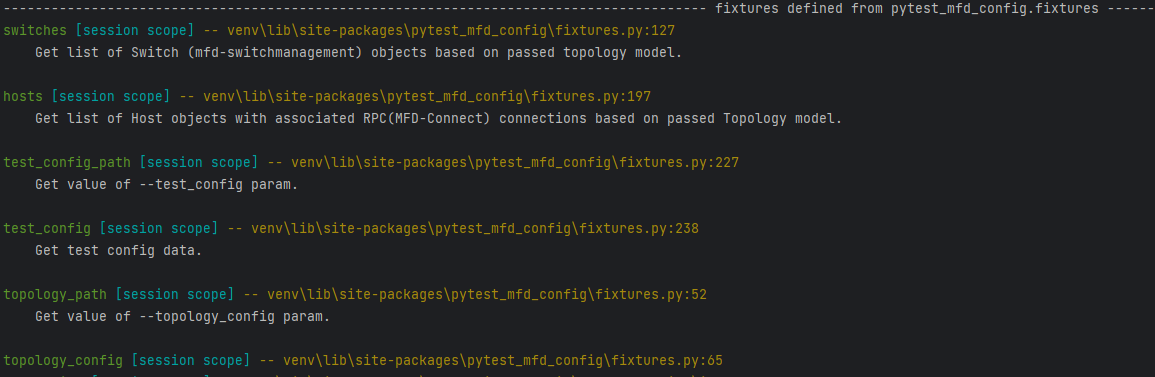 ---------------------------------------------------------------------------------------- fixtures defined from pytest_mfd_config.fixtures ------
switches [session scope] -- venv\lib\site-packages\pytest_mfd_config\fixtures.py:127
    Get list of Switch (mfd-switchmanagement) objects based on passed topology model.
hosts [session scope] -- venv\lib\site-packages\pytest_mfd_config\fixtures.py:197
    Get list of Host objects with associated RPC(MFD-Connect) connections based on passed Topology model.
test_config_path [session scope] -- venv\lib\site-packages\pytest_mfd_config\fixtures.py:227
    Get value of --test_config param.
test_config [session scope] -- venv\lib\site-packages\pytest_mfd_config\fixtures.py:238
    Get test config data.
topology_path [session scope] -- venv\lib\site-packages\pytest_mfd_config\fixtures.py:52
    Get value of --topology_config param.
topology_config [session scope] -- venv\lib\site-packages\pytest_mfd_config\fixtures.py:65